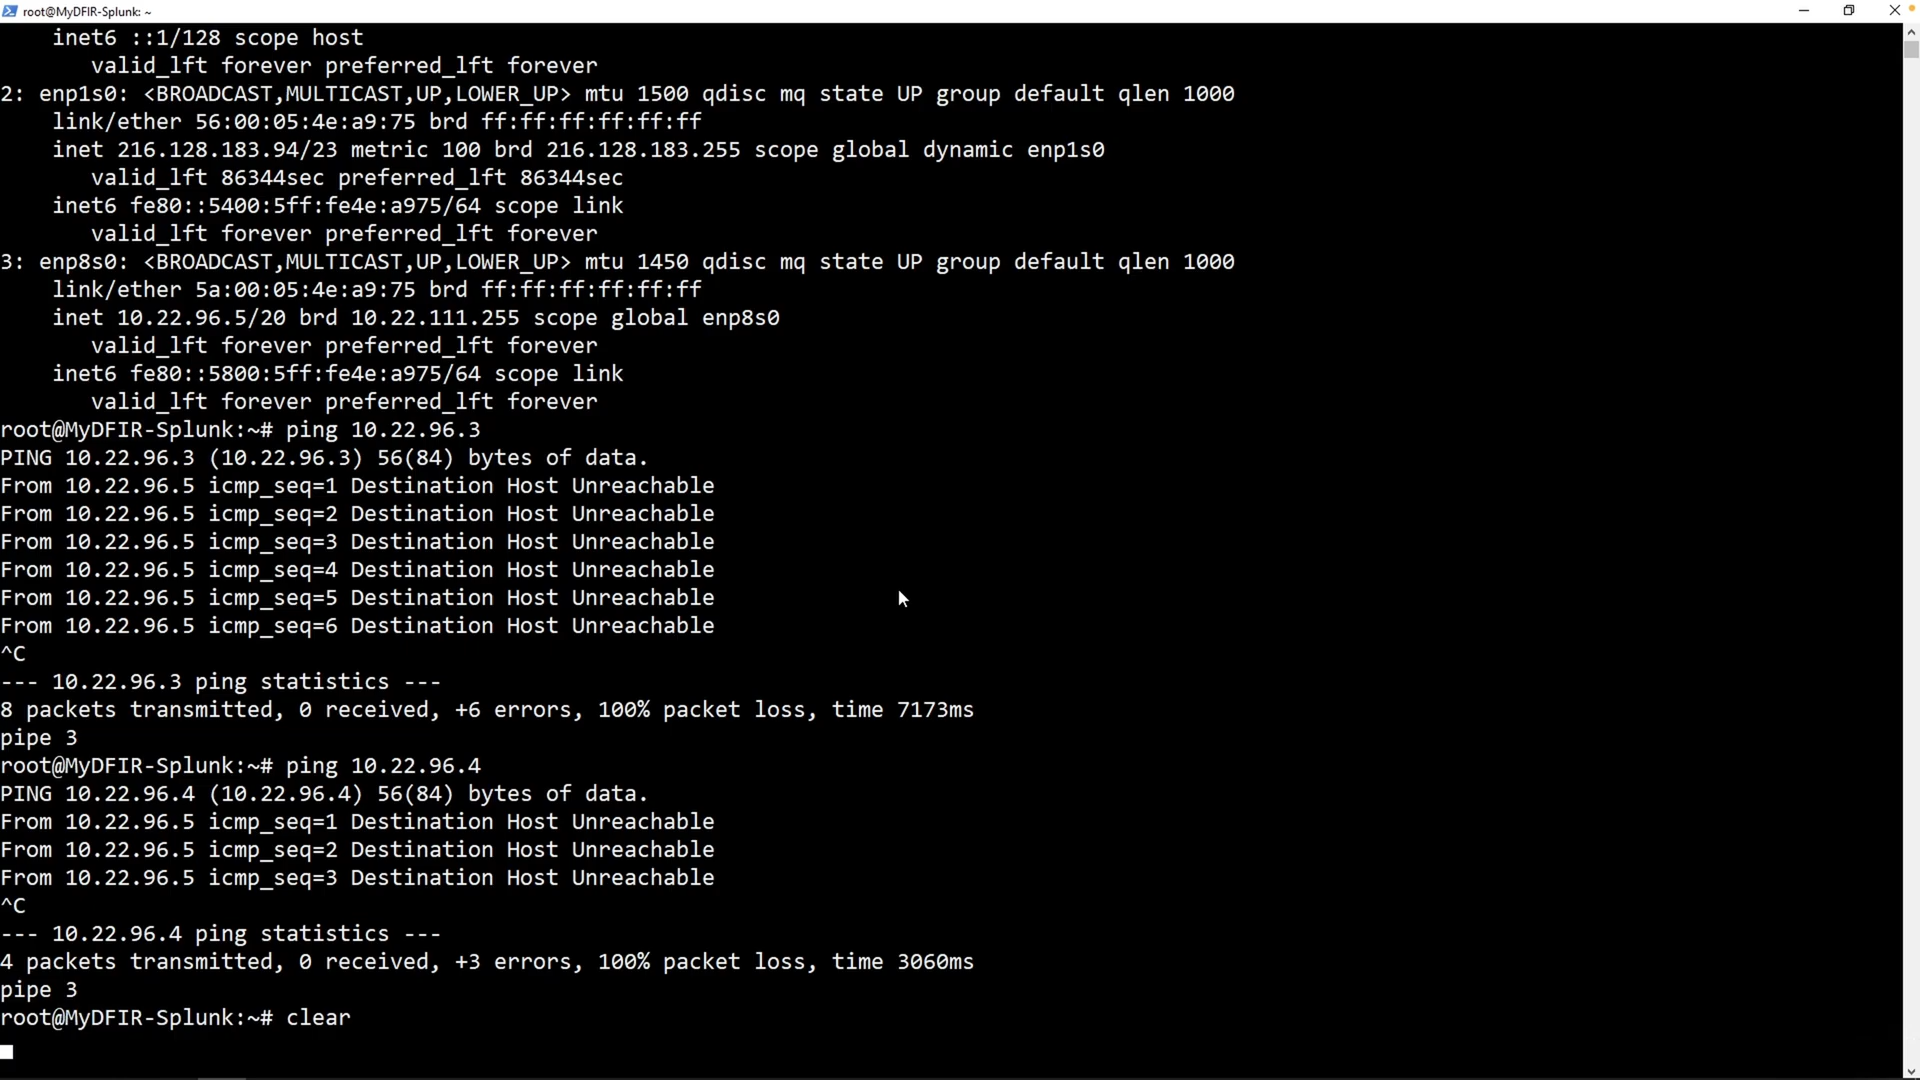 root@MyDFIR-Splunk: ~
inet6 ::1/128 scope host
valid_lft forever preferred_lft forever
2: enp1s0: <BROADCAST,MULTICAST,UP,LOWER_UP> mtu 1500 qdisc mq state UP group default qlen 1000
link/ether 56:00:05:4e:a9:75 brd ff:ff:ff:ff:ff:ff
inet 216.128.183.94/23 metric 100 brd 216.128.183.255 scope global dynamic enp1s0
valid_lft 86344sec preferred_lft 86344sec
inet6 fe80::5400:5ff:fe4e:a975/64 scope link
valid_lft forever preferred_lft forever
3: enp8s0: <BROADCAST,MULTICAST,UP,LOWER_UP> mtu 1450 qdisc mq state UP group default qlen 1000
link/ether 5a:00:05:4e:a9:75 brd ff:ff:ff:ff:ff:ff
inet 10.22.96.5/20 brd 10.22.111.255 scope global enp8s0
valid_lft forever preferred_lft forever
inet6 fe80::5800:5ff:fe4e:a975/64 scope link
valid_lft forever preferred_lft forever
root@MyDFIR-Splunk:~# ping 10.22.96.3
PING 10.22.96.3 (10.22.96.3) 56(84) bytes of data.
From 10.22.96.5 icmp_seq=1 Destination Host Unreachable
From 10.22.96.5 icmp_seq=2 Destination Host Unreachable
From 10.22.96.5 icmp_seq=3 Destination Host Unreachable
From 10.22.96.5 icmp_seq=4 Destination Host Unreachable
From 10.22.96.5 icmp_seq=5 Destination Host Unreachable
From 10.22.96.5 icmp_seq=6 Destination Host Unreachable
^C
--- 10.22.96.3 ping statistics ---
8 packets transmitted, 0 received, +6 errors, 100% packet loss, time 7173ms
pipe 3
root@MyDFIR-Splunk:~# ping 10.22.96.4
PING 10.22.96.4 (10.22.96.4) 56(84) bytes of data.
From 10.22.96.5 icmp_seq=1 Destination Host Unreachable
From 10.22.96.5 icmp_seq=2 Destination Host Unreachable
From 10.22.96.5 icmp_seq=3 Destination Host Unreachable
^C
--- 10.22.96.4 ping statistics ---
4 packets transmitted, 0 received, +3 errors, 100% packet loss, time 3060ms
pipe 3
root@MyDFIR-Splunk:~# clear